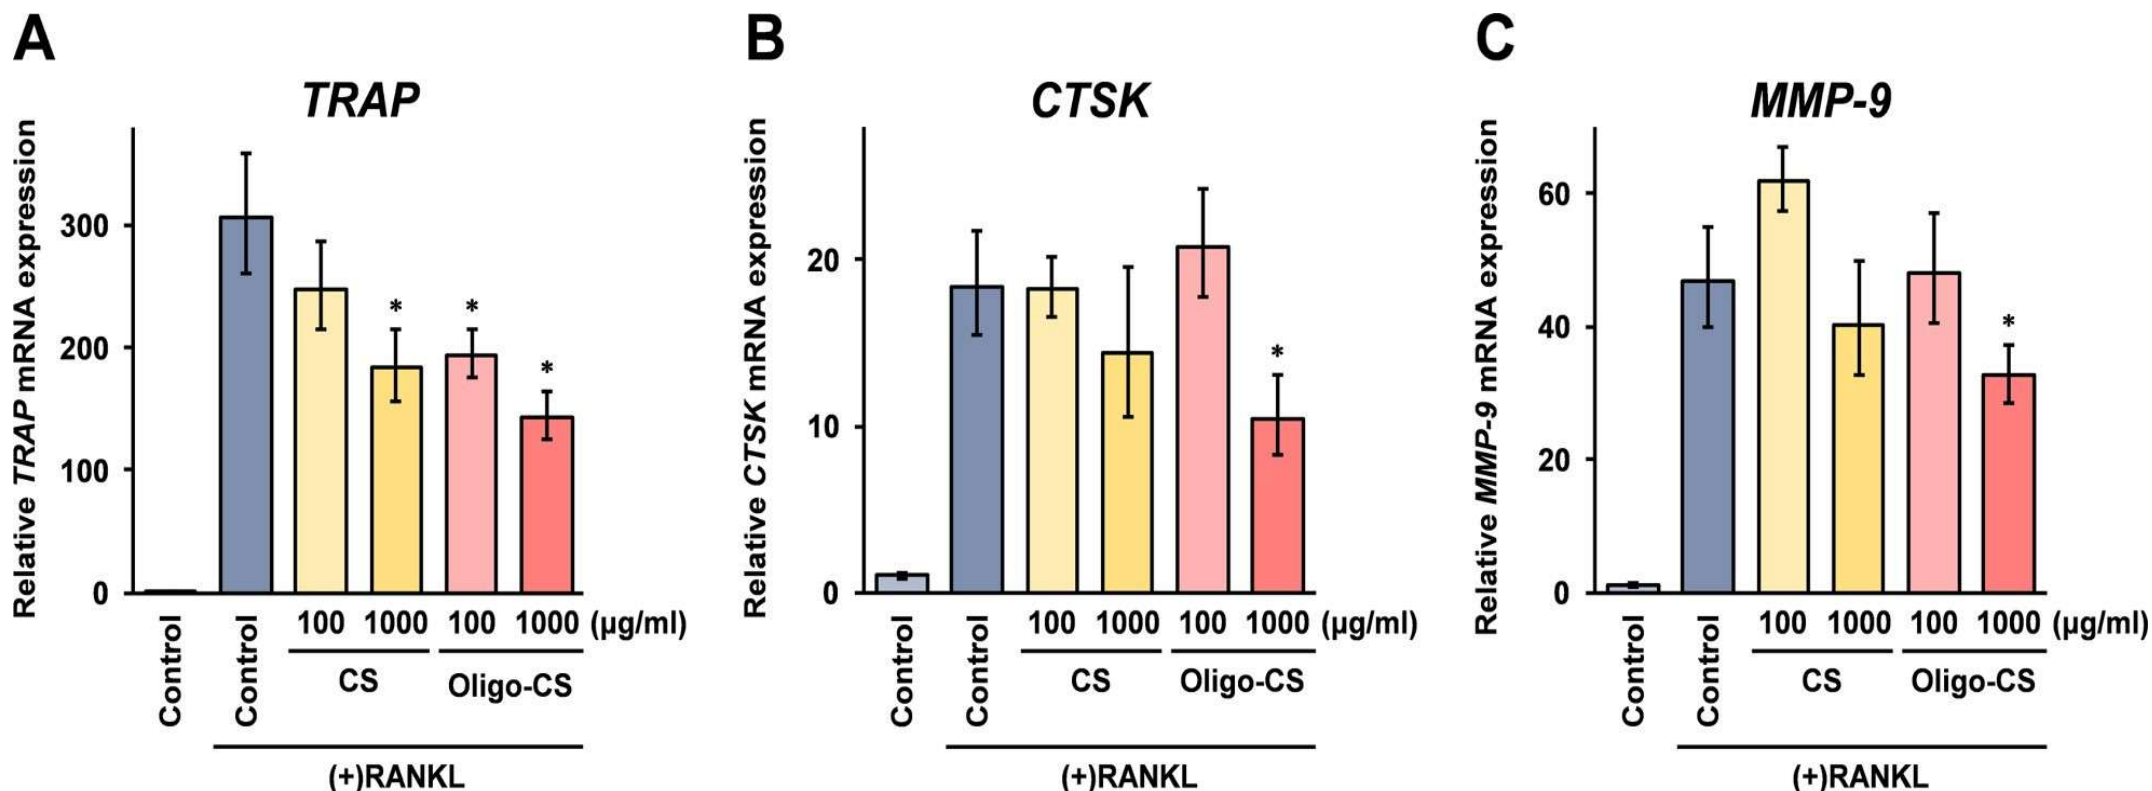 A
TRAP
Relative TRAP mRNA expression
300
200
100
0
*
*
*
Control
Control
100 1000 100 1000 (µg/ml)
CS
Oligo-CS
(+)RANKL
B
CTSK
Relative CTSK mRNA expression
20
10
0
*
Control
Control
100 1000 100 1000 (µg/ml)
CS
Oligo-CS
(+)RANKL
C
MMP-9
Relative MMP-9 mRNA expression
60
40
20
0
*
Control
Control
100 1000 100 1000 (µg/ml)
CS
Oligo-CS
(+)RANKL